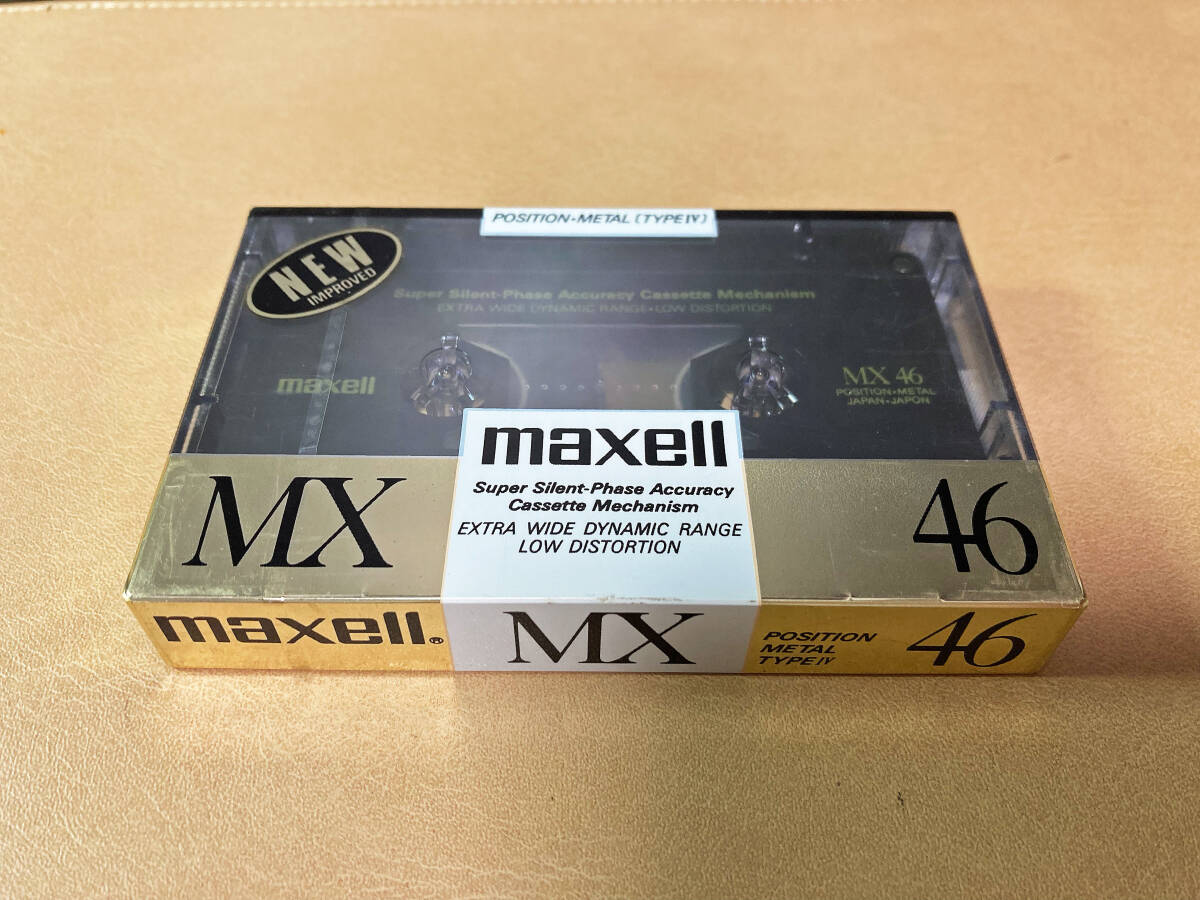 POSITION•METAL (TYPE IV)
NEW
IMPROVED
Super Silent-Phase Accuracy Cassette Mechanism
EXTRA WIDE DYNAMIC RANGE•LOW DISTORTION
maxell
MX 46
POSITION•METAL
JAPAN•JAPON
maxell
Super Silent-Phase Accuracy
Cassette Mechanism
EXTRA WIDE DYNAMIC RANGE
LOW DISTORTION
MX
46
maxell®
MX
POSITION
METAL
TYPE IV
46